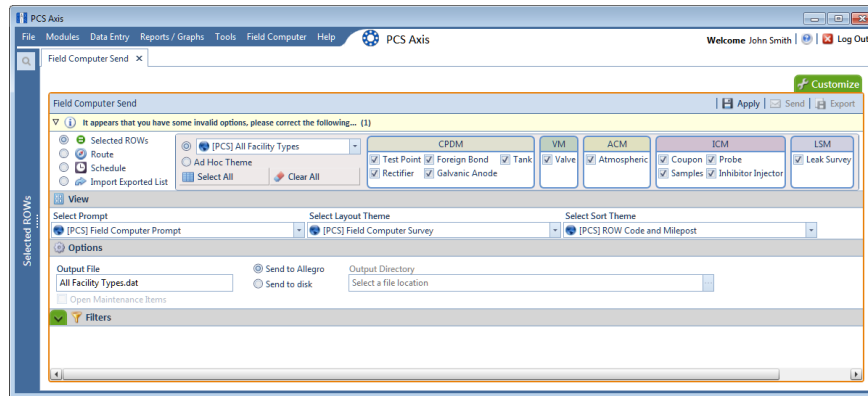 PCS Axis
File Modules Data Entry Reports / Graphs Tools Field Computer Help PCS Axis Welcome John Smith | Log Out
Field Computer Send
Customize
Field Computer Send Apply | Send | Export
It appears that you have some invalid options, please correct the following... (1)
Selected ROWs
Route
Schedule
Import Exported List
[PCS] All Facility Types
Ad Hoc Theme
Select All Clear All
CPDM
Test Point Foreign Bond Tank
Rectifier Galvanic Anode
VM
Valve
ACM
Atmospheric
ICM
Coupon Probe
Samples Inhibitor Injector
LSM
Leak Survey
Selected ROWs
View
Select Prompt Select Layout Theme Select Sort Theme
[PCS] Field Computer Prompt [PCS] Field Computer Survey [PCS] ROW Code and Milepost
Options
Output File Send to Allegro Output Directory
All Facility Types.dat Send to disk Select a file location
Open Maintenance Items
Filters